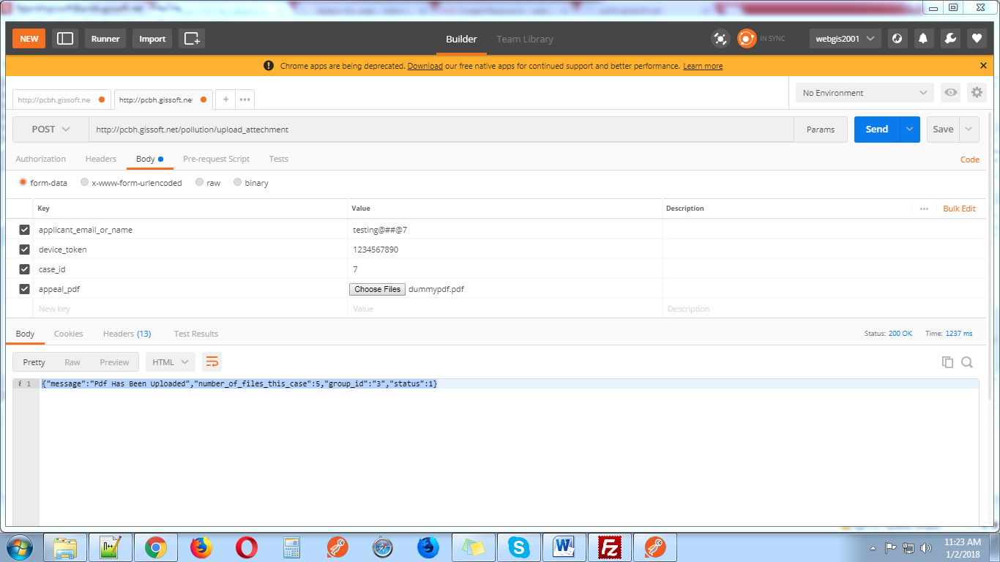 NEW Runner Import Builder Team Library IN SYNC webgis2001
Chrome apps are being deprecated. Download our free native apps for continued support and better performance. Learn more
http://pcbh.gissoft.ne http://pcbh.gissoft.net + ••• No Environment
POST http://pcbh.gissoft.net/pollution/upload_attechment Params Send Save
Authorization Headers Body Pre-request Script Tests Code
form-data x-www-form-urlencoded raw binary
Key Value Description ••• Bulk Edit
applicant_email_or_name testing@##@7
device_token 1234567890
case_id 7
appeal_pdf Choose Files dummypdf.pdf
New key Value Description
Body Cookies Headers (13) Test Results Status: 200 OK Time: 1237 ms
Pretty Raw Preview HTML
i 1 {"message":"Pdf Has Been Uploaded","number_of_files_this_case":5,"group_id":"3","status":1}
11:23 AM
1/2/2018